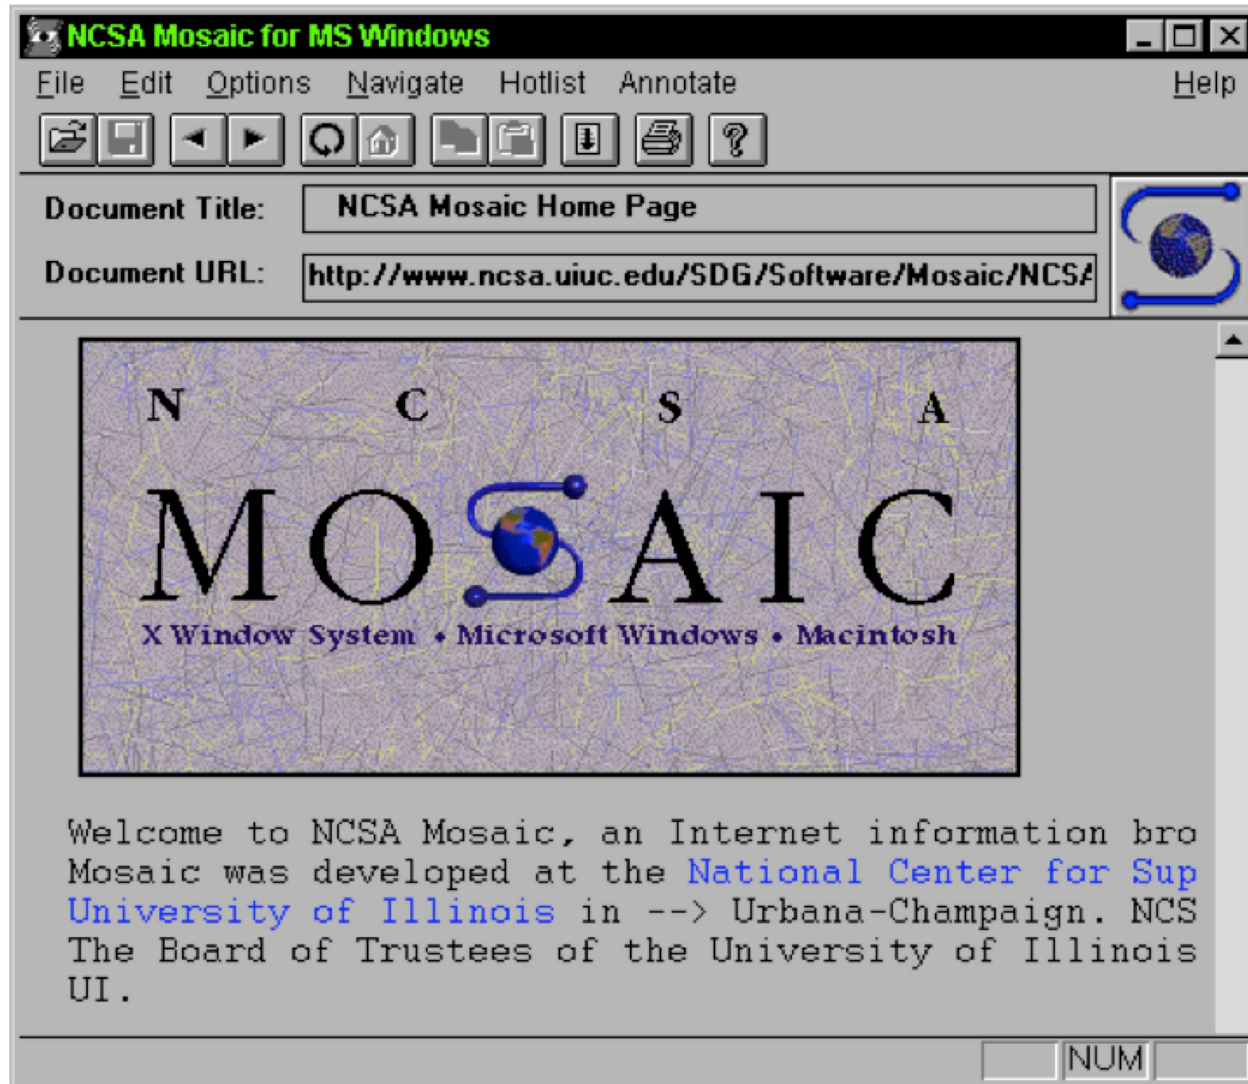 NCSA Mosaic for MS Windows
File Edit Options Navigate Hotlist Annotate Help
Document Title: NCSA Mosaic Home Page
Document URL: http://www.ncsa.uiuc.edu/SDG/Software/Mosaic/NCSA
N C S A
MOSAIC
X Window System • Microsoft Windows • Macintosh
Welcome to NCSA Mosaic, an Internet information bro
Mosaic was developed at the National Center for Sup
University of Illinois in --> Urbana-Champaign. NCS
The Board of Trustees of the University of Illinois
UI.
NUM